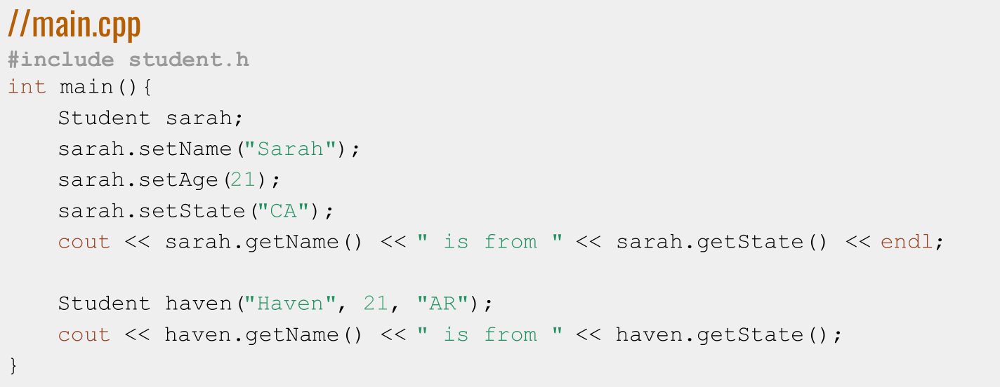 //main.cpp
#include student.h
int main(){
    Student sarah;
    sarah.setName("Sarah");
    sarah.setAge(21);
    sarah.setState("CA");
    cout << sarah.getName() << " is from " << sarah.getState() << endl;

    Student haven("Haven", 21, "AR");
    cout << haven.getName() << " is from " << haven.getState();
}